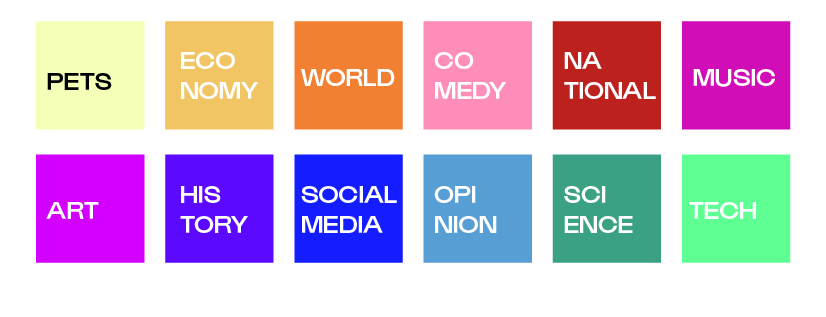 PETS
ECO
NOMY
WORLD
CO
MEDY
NA
TIONAL
MUSIC
ART
HIS
TORY
SOCIAL
MEDIA
OPI
NION
SCI
ENCE
TECH